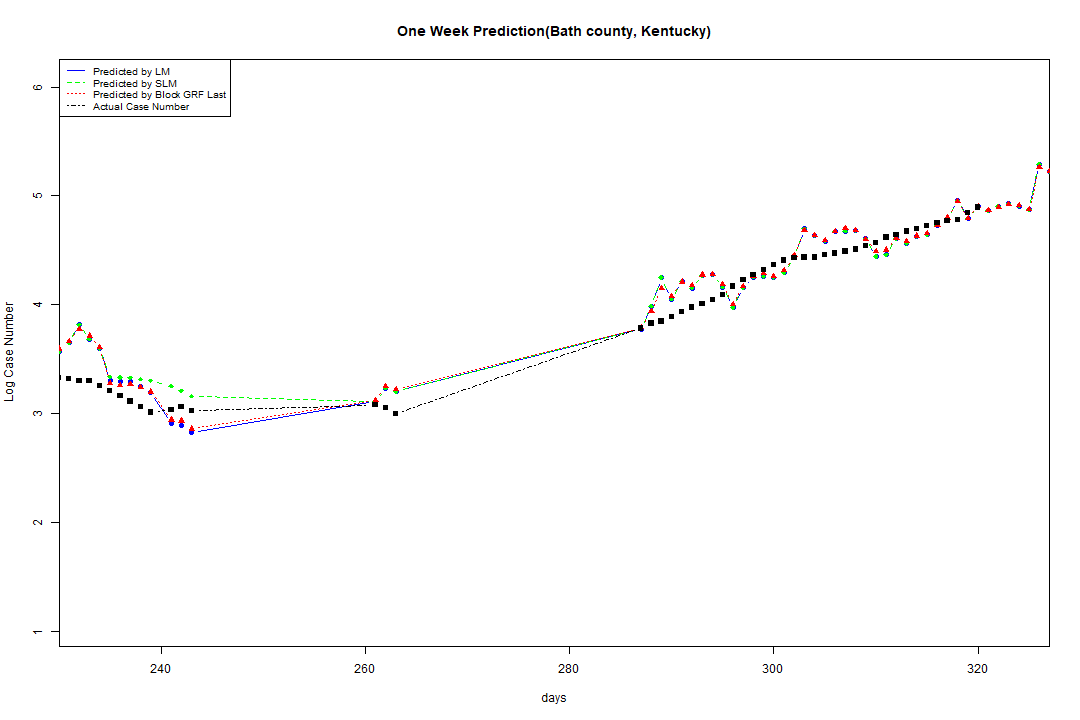 One Week Prediction(Bath county, Kentucky)
Predicted by LM
Predicted by SLM
Predicted by Block GRF Last
Actual Case Number
6
5
4
3
2
1
Log Case Number
240 260 280 300 320
days